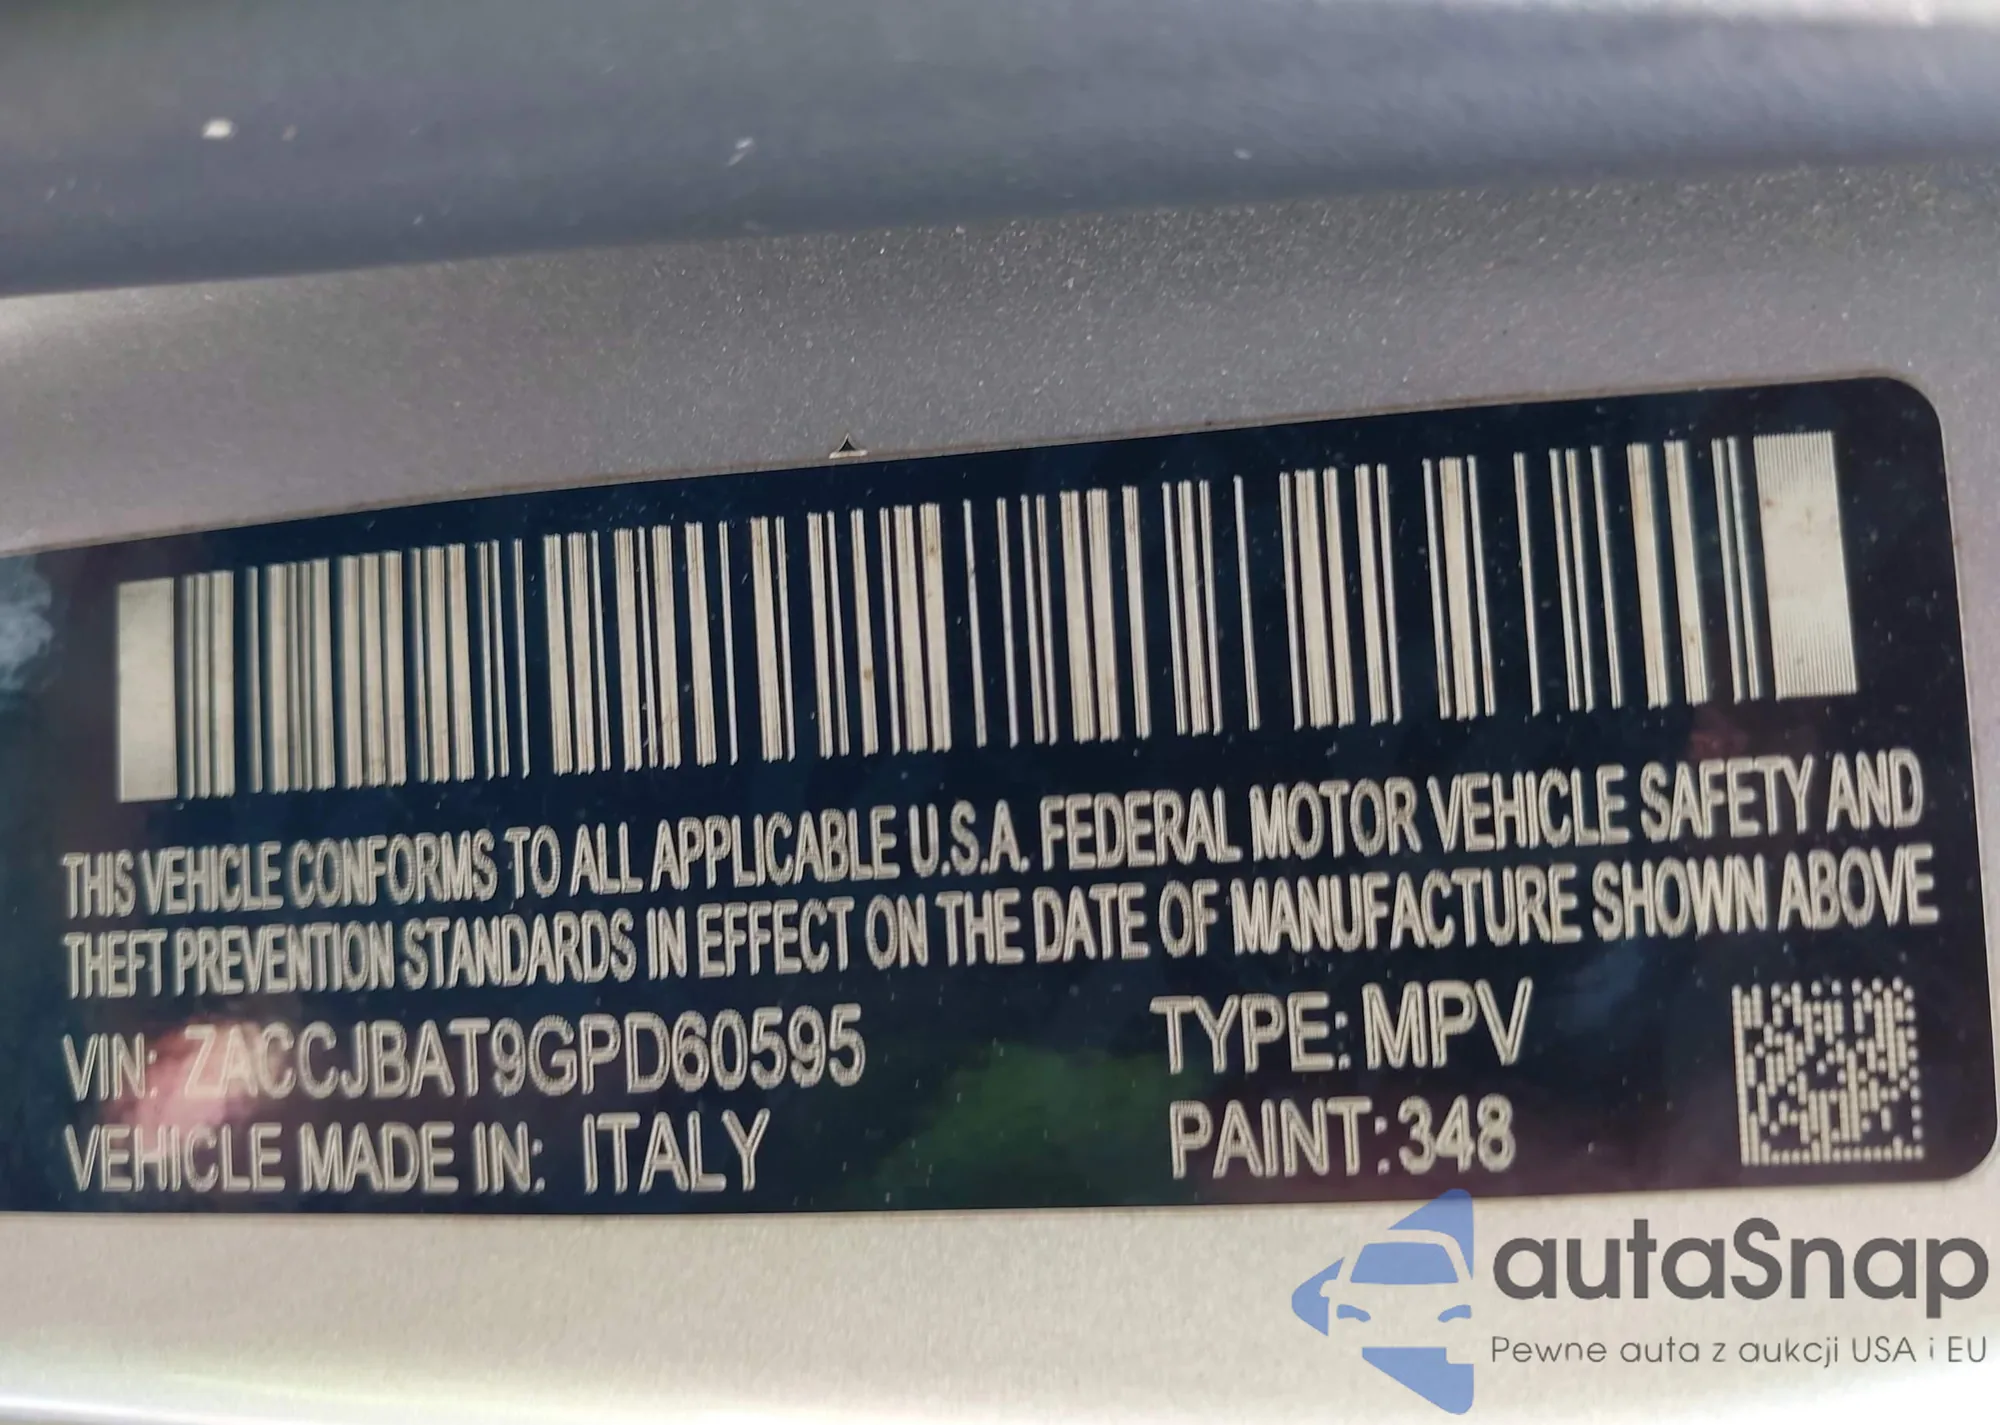 THIS VEHICLE CONFORMS TO ALL APPLICABLE U.S.A. FEDERAL MOTOR VEHICLE SAFETY AND
THEFT PREVENTION STANDARDS IN EFFECT ON THE DATE OF MANUFACTURE SHOWN ABOVE
VIN: ZACCJBAT9GPD60595 TYPE: MPV
VEHICLE MADE IN: ITALY PAINT: 348
autaSnap
Pewne auta z aukcji USA i EU